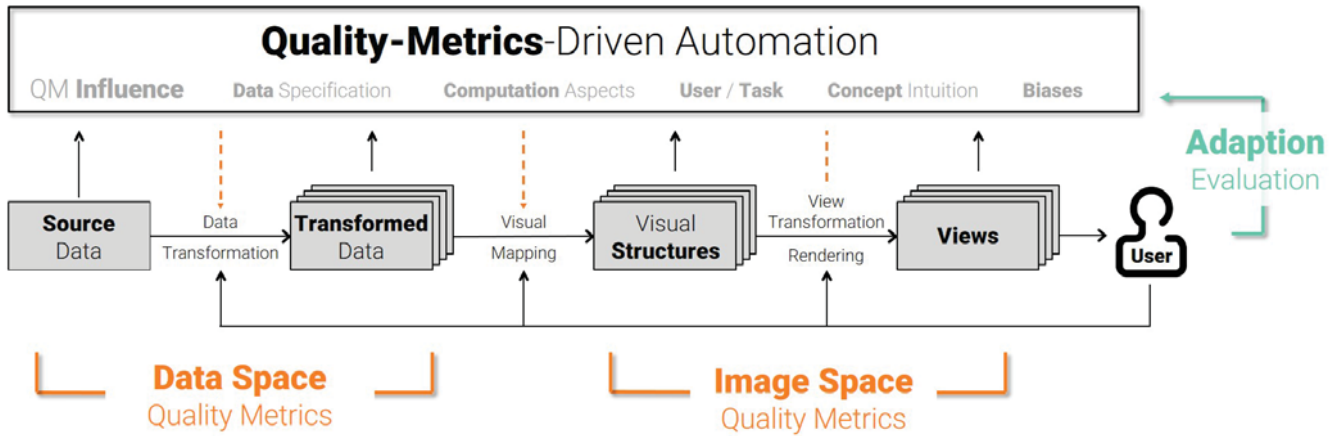 Quality-Metrics-Driven Automation
QM Influence
Data Specification
Computation Aspects
User / Task
Concept Intuition
Biases
Adaption
Evaluation
Source
Data
Data
Transformation
Transformed
Data
Visual
Mapping
Visual
Structures
View
Transformation
Rendering
Views
User
Data Space
Quality Metrics
Image Space
Quality Metrics